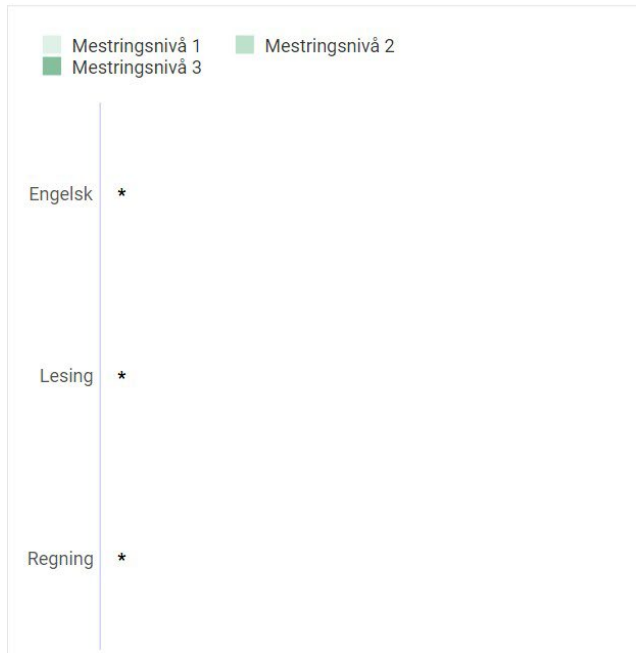 Mestringsnivå 1 Mestringsnivå 2
Mestringsnivå 3
Engelsk *
Lesing *
Regning *